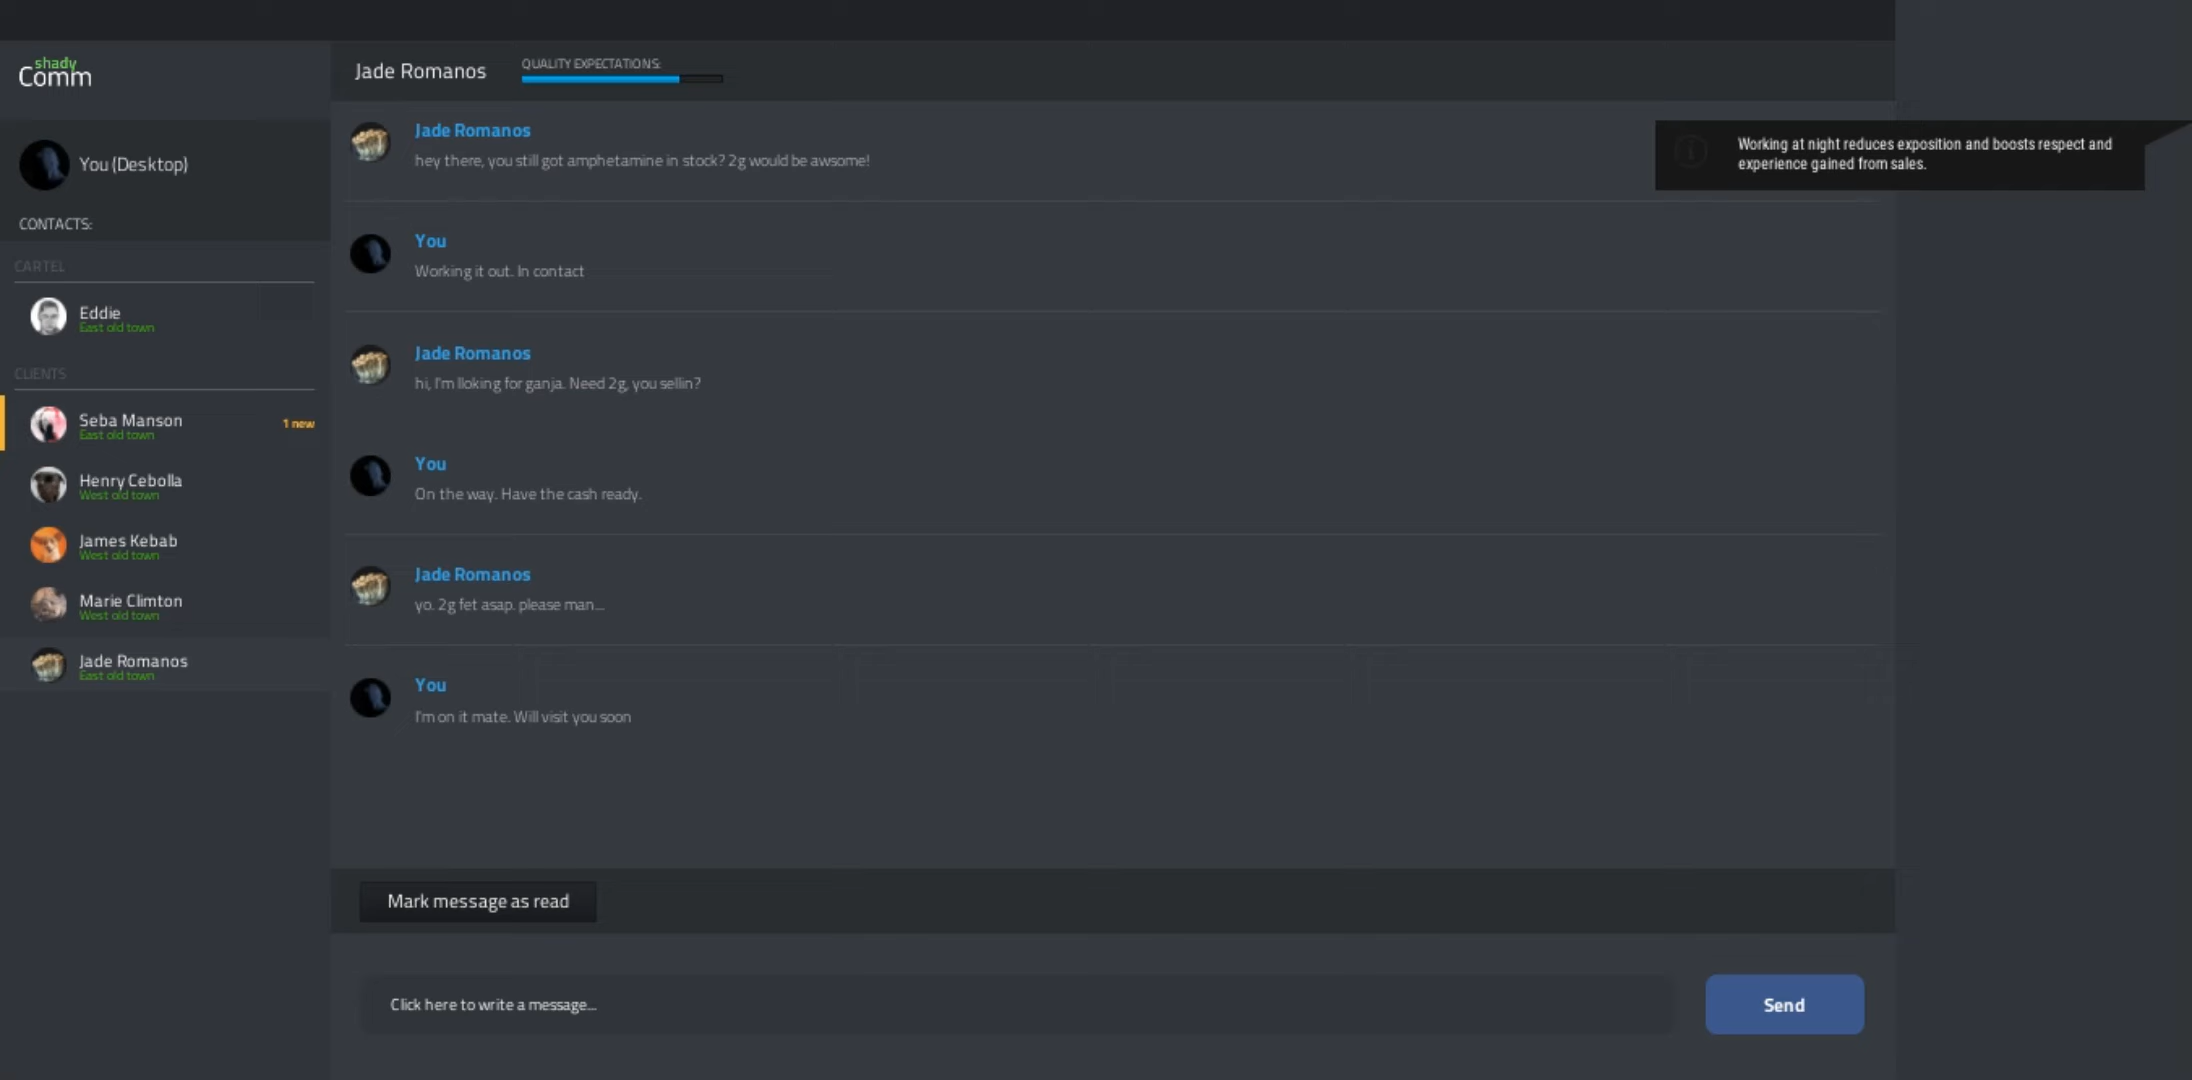 shady
Comm
You (Desktop)
CONTACTS:
CARTEL
Eddie
East old town
CLIENTS
Seba Manson
East old town
1 new
Henry Cebolla
West old town
James Kebab
West old town
Marie Climton
West old town
Jade Romanos
East old town
Jade Romanos
QUALITY EXPECTATIONS:
Jade Romanos
hey there, you still got amphetamine in stock? 2g would be awsome!
You
Working it out. In contact
Jade Romanos
hi, I'm lloking for ganja. Need 2g, you sellin?
You
On the way. Have the cash ready.
Jade Romanos
yo. 2g fet asap. please man...
You
I'm on it mate. Will visit you soon
Mark message as read
Click here to write a message...
Send
Working at night reduces exposition and boosts respect and
experience gained from sales.